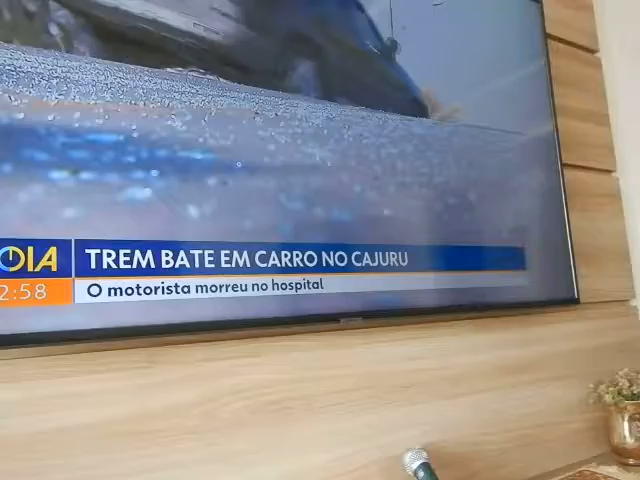 DIA
TREM BATE EM CARRO NO CAJURU
2:58
O motorista morreu no hospital